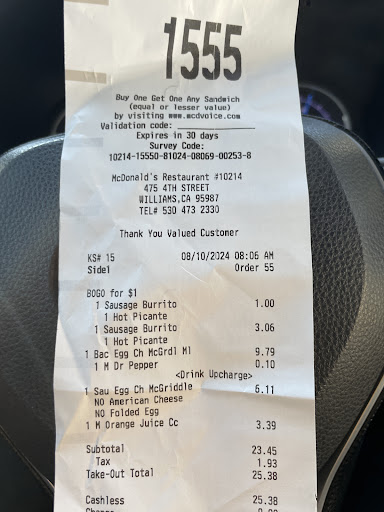 1555
Buy One Get One Any Sandwich
(equal or lesser value)
by visiting www.mcdvoice.com
Validation code: ____________
Expires in 30 days
Survey Code:
10214-15550-81024-08069-00253-8
McDonald's Restaurant #10214
475 4TH STREET
WILLIAMS,CA 95987
TEL# 530 473 2330
Thank You Valued Customer
KS# 15 08/10/2024 08:06 AM
Side1 Order 55
BOGO for $1
1 Sausage Burrito 1.00
1 Hot Picante
1 Sausage Burrito 3.06
1 Hot Picante
1 Bac Egg Ch McGrdl Ml 9.79
1 M Dr Pepper 0.10
<Drink Upcharge>
1 Sau Egg Ch McGriddle 6.11
NO American Cheese
NO Folded Egg
1 M Orange Juice Cc 3.39
Subtotal 23.45
Tax 1.93
Take-Out Total 25.38
Cashless 25.38
Change 0.00